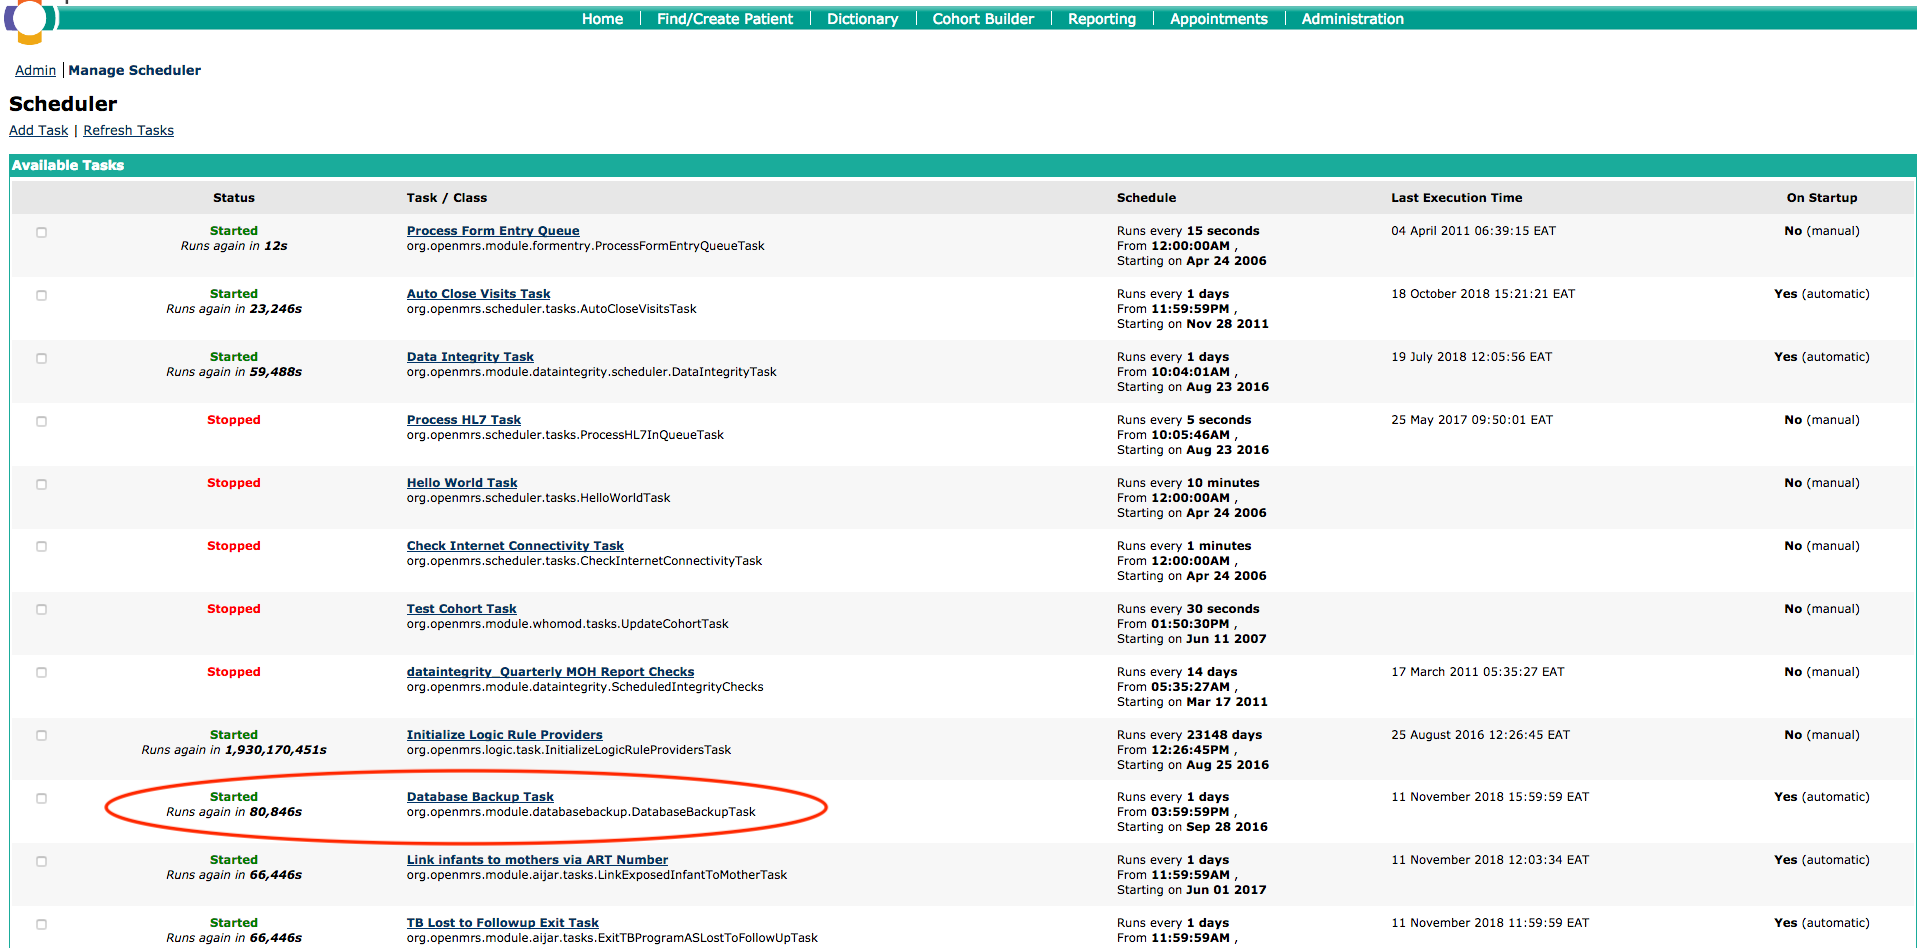 Home | Find/Create Patient | Dictionary | Cohort Builder | Reporting | Appointments | Administration
Admin | Manage Scheduler
Scheduler
Add Task | Refresh Tasks
Available Tasks
Status Task / Class Schedule Last Execution Time On Startup
Started Process Form Entry Queue Runs every 15 seconds 04 April 2011 06:39:15 EAT No (manual)
Runs again in 12s org.openmrs.module.formentry.ProcessFormEntryQueueTask From 12:00:00AM ,
Starting on Apr 24 2006
Started Auto Close Visits Task Runs every 1 days 18 October 2018 15:21:21 EAT Yes (automatic)
Runs again in 23,246s org.openmrs.scheduler.tasks.AutoCloseVisitsTask From 11:59:59PM ,
Starting on Nov 28 2011
Started Data Integrity Task Runs every 1 days 19 July 2018 12:05:56 EAT Yes (automatic)
Runs again in 59,488s org.openmrs.module.dataintegrity.scheduler.DataIntegrityTask From 10:04:01AM ,
Starting on Aug 23 2016
Stopped Process HL7 Task Runs every 5 seconds 25 May 2017 09:50:01 EAT No (manual)
org.openmrs.scheduler.tasks.ProcessHL7InQueueTask From 10:05:46AM ,
Starting on Aug 23 2016
Stopped Hello World Task Runs every 10 minutes No (manual)
org.openmrs.scheduler.tasks.HelloWorldTask From 12:00:00AM ,
Starting on Apr 24 2006
Stopped Check Internet Connectivity Task Runs every 1 minutes No (manual)
org.openmrs.scheduler.tasks.CheckInternetConnectivityTask From 12:00:00AM ,
Starting on Apr 24 2006
Stopped Test Cohort Task Runs every 30 seconds No (manual)
org.openmrs.module.whomod.tasks.UpdateCohortTask From 01:50:30PM ,
Starting on Jun 11 2007
Stopped dataintegrity_Quarterly MOH Report Checks Runs every 14 days 17 March 2011 05:35:27 EAT No (manual)
org.openmrs.module.dataintegrity.ScheduledIntegrityChecks From 05:35:27AM ,
Starting on Mar 17 2011
Started Initialize Logic Rule Providers Runs every 23148 days 25 August 2016 12:26:45 EAT No (manual)
Runs again in 1,930,170,451s org.openmrs.logic.task.InitializeLogicRuleProvidersTask From 12:26:45PM ,
Starting on Aug 25 2016
Started Database Backup Task Runs every 1 days 11 November 2018 15:59:59 EAT Yes (automatic)
Runs again in 80,846s org.openmrs.module.databasebackup.DatabaseBackupTask From 03:59:59PM ,
Starting on Sep 28 2016
Started Link infants to mothers via ART Number Runs every 1 days 11 November 2018 12:03:34 EAT Yes (automatic)
Runs again in 66,446s org.openmrs.module.aijar.tasks.LinkExposedInfantToMotherTask From 11:59:59AM ,
Starting on Jun 01 2017
Started TB Lost to Followup Exit Task Runs every 1 days 11 November 2018 11:59:59 EAT Yes (automatic)
Runs again in 66,446s org.openmrs.module.aijar.tasks.ExitTBProgramASLostToFollowUpTask From 11:59:59AM ,